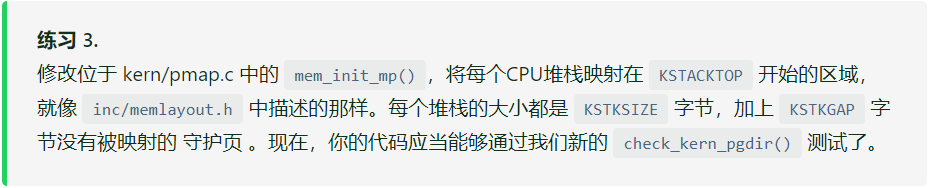 练习 3.
修改位于 kern/pmap.c 中的 mem_init_mp() ，将每个CPU堆栈映射在 KSTACKTOP 开始的区域，
就像 inc/memlayout.h 中描述的那样。每个堆栈的大小都是 KSTKSIZE 字节，加上 KSTKGAP 字
节没有被映射的 守护页 。现在，你的代码应当能够通过我们新的 check_kern_pgdir() 测试了。